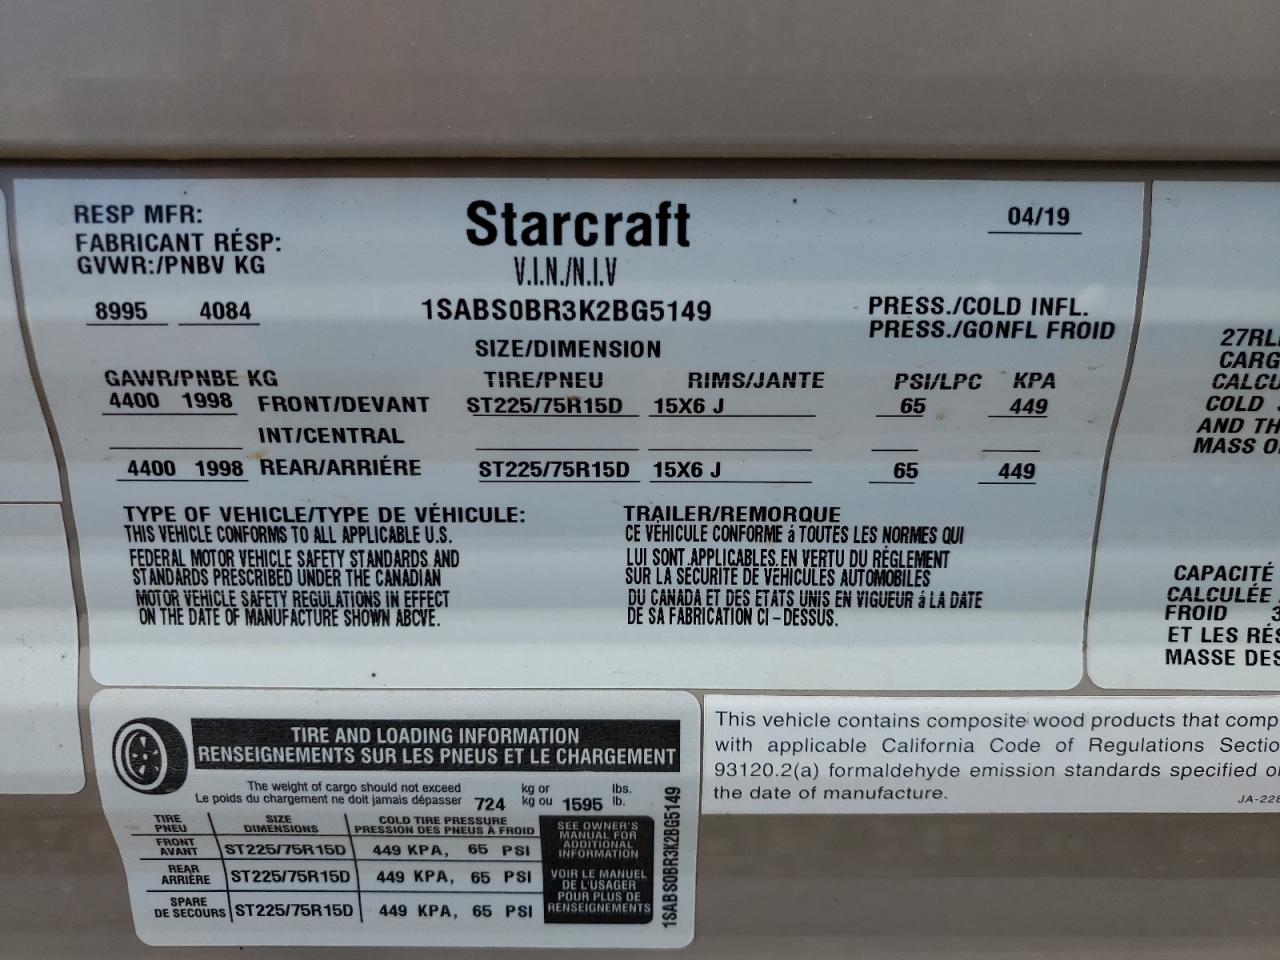 RESP MFR:
FABRICANT RÉSP:
GVWR:/PNBV KG
Starcraft
04/19
V.I.N./N.I.V
8995 4084
1SABS0BR3K2BG5149
PRESS./COLD INFL.
PRESS./GONFL FROID
SIZE/DIMENSION
GAWR/PNBE KG
TIRE/PNEU RIMS/JANTE PSI/LPC KPA
4400 1998 FRONT/DEVANT ST225/75R15D 15X6 J 65 449
INT/CENTRAL
4400 1998 REAR/ARRIÉRE ST225/75R15D 15X6 J 65 449
TYPE OF VEHICLE/TYPE DE VÉHICULE: TRAILER/REMORQUE
THIS VEHICLE CONFORMS TO ALL APPLICABLE U.S.
FEDERAL MOTOR VEHICLE SAFETY STANDARDS AND
STANDARDS PRESCRIBED UNDER THE CANADIAN
MOTOR VEHICLE SAFETY REGULATIONS IN EFFECT
ON THE DATE OF MANUFACTURE SHOWN ABOVE.
CE VÉHICULE CONFORME á TOUTES LES NORMES QUI
LUI SONT APPLICABLES EN VERTU DU RÉGLEMENT
SUR LA SÉCURITÉ DE VÉHICULES AUTOMOBILES
DU CANADA ET DES ETATS UNIS EN VIGUEUR á LA DATE
DE SA FABRICATION CI-DESSUS.
27RL
CARG
CALCU
COLD
AND TH
MASS O
CAPACITÉ
CALCULÉE
FROID 3
ET LES RÉS
MASSE DES
TIRE AND LOADING INFORMATION
RENSEIGNEMENTS SUR LES PNEUS ET LE CHARGEMENT
The weight of cargo should not exceed kg or lbs.
Le poids du chargement ne doit jamais dépasser 724 kg ou 1595 lb.
TIRE SIZE COLD TIRE PRESSURE
PNEU DIMENSIONS PRESSION DES PNEUS À FROID
FRONT
AVANT ST225/75R15D 449 KPA, 65 PSI
REAR
ARRIÈRE ST225/75R15D 449 KPA, 65 PSI
SPARE
DE SECOURS ST225/75R15D 449 KPA, 65 PSI
SEE OWNER'S
MANUAL FOR
ADDITIONAL
INFORMATION
VOIR LE MANUEL
DE L'USAGER
POUR PLUS DE
RENSEIGNEMENTS
1SABS0BR3K2BG5149
This vehicle contains composite wood products that comp
with applicable California Code of Regulations Sectio
93120.2(a) formaldehyde emission standards specified o
the date of manufacture.
JA-228